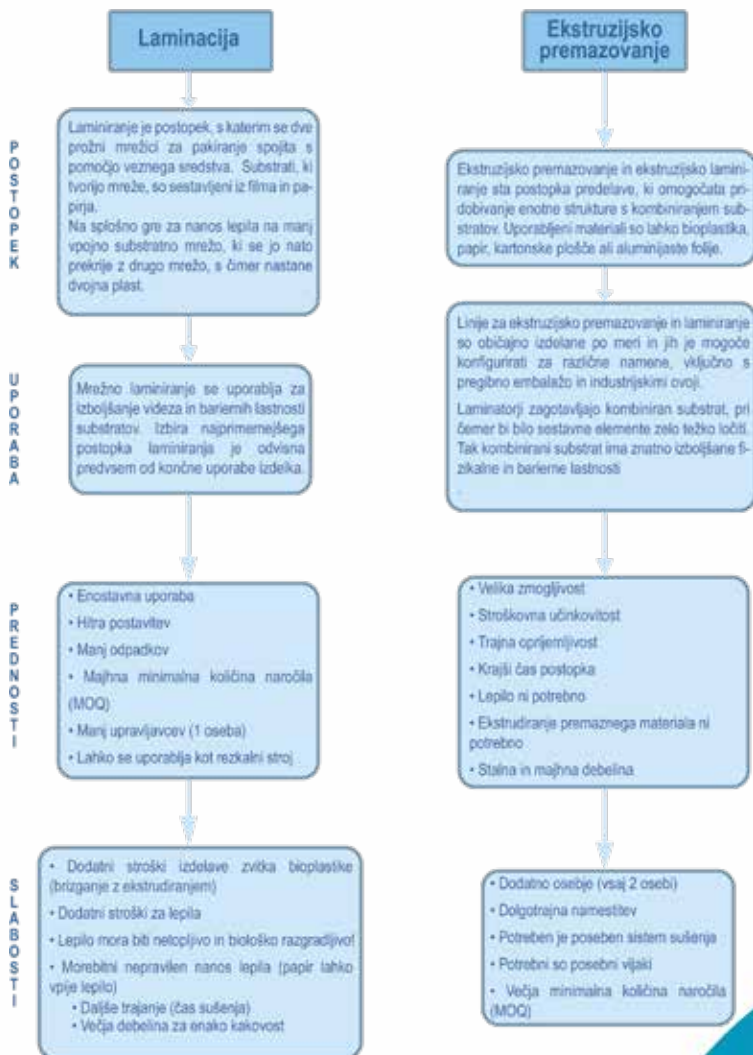 Laminacija
POSTOPEK
Laminiranje je postopek, s katerim se dve
prožni mrežici za pakiranje spojita s
pomočjo veznega sredstva. Substrati, ki
tvorijo mreže, so sestavljeni iz filma in pa-
pirja.
Na splošno gre za nanos lepila na manj
vpojno substratno mrežo, ki se jo nato
prekrije z drugo mrežo, s čimer nastane
dvojna plast.
UPORABA
Mrežno laminiranje se uporablja za
izboljšanje videza in bariernih lastnosti
substratov. Izbira najprimernejšega
postopka laminiranja je odvisna
predvsem od končne uporabe izdelka.
PREDNOSTI
• Enostavna uporaba
• Hitra postavitev
• Manj odpadkov
• Majhna minimalna količina naročila
(MOQ)
• Manj upravljavcev (1 oseba)
• Lahko se uporablja kot rezkalni stroj
SLABOSTI
• Dodatni stroški izdelave zvitka bioplastike
(brizganje z ekstrudiranjem)
• Dodatni stroški za lepila
• Lepilo mora biti netopljivo in biološko razgradljivo!
• Morebitni nepravilen nanos lepila (papir lahko
vpije lepilo)
• Daljše trajanje (čas sušenja)
• Večja debelina za enako kakovost
Ekstruzijsko
premazovanje
Ekstruzijsko premazovanje in ekstruzijsko lamini-
ranje sta postopka predelave, ki omogočata pri-
dobivanje enotne strukture s kombiniranjem sub-
stratov. Uporabljeni materiali so lahko bioplastika,
papir, kartonske plošče ali aluminijaste folije.
Linije za ekstruzijsko premazovanje in laminiranje
so običajno izdelane po meri in jih je mogoče
konfigurirati za različne namene, vključno s
pregibno embalažo in industrijskimi ovoji.
Laminatorji zagotavljajo kombiniran substrat, pri
čemer bi bilo sestavne elemente zelo težko ločiti.
Tak kombinirani substrat ima znatno izboljšane fi-
zikalne in barierne lastnosti
• Velika zmogljivost
• Stroškovna učinkovitost
• Trajna oprijemljivost
• Krajši čas postopka
• Lepilo ni potrebno
• Ekstrudiranje premaznega materiala ni
potrebno
• Stalna in majhna debelina
• Dodatno osebje (vsaj 2 osebi)
• Dolgotrajna namestitev
• Potreben je poseben sistem sušenja
• Potrebni so posebni vijaki
• Večja minimalna količina naročila
(MOQ)